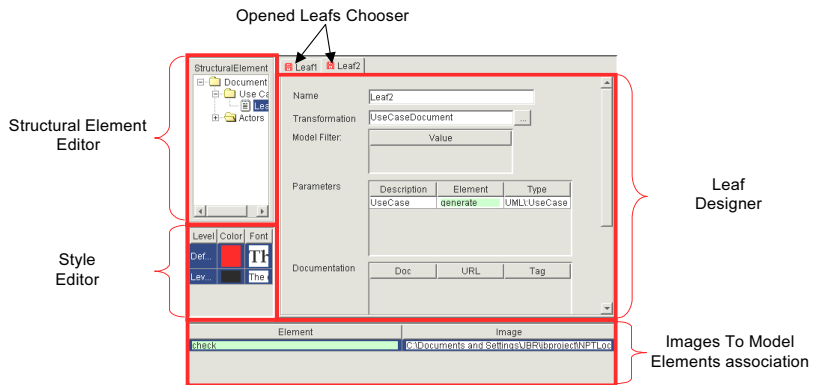 Opened Leafs Chooser
StructuralElement
Document
Use Ca
Lea
Actors
Leaf1
Leaf2
Name
Leaf2
Transformation
UseCaseDocument
...
Model Filter:
Value
Parameters
Description Element Type
UseCase generate UML\:UseCase
Documentation
Doc URL Tag
Structural Element
Editor
Level Color Font
Def... Th
Lev... The
Style
Editor
Leaf
Designer
Element Image
check C:\Documents and Settings\JBR\ibproject\NPTLoc
Images To Model
Elements association